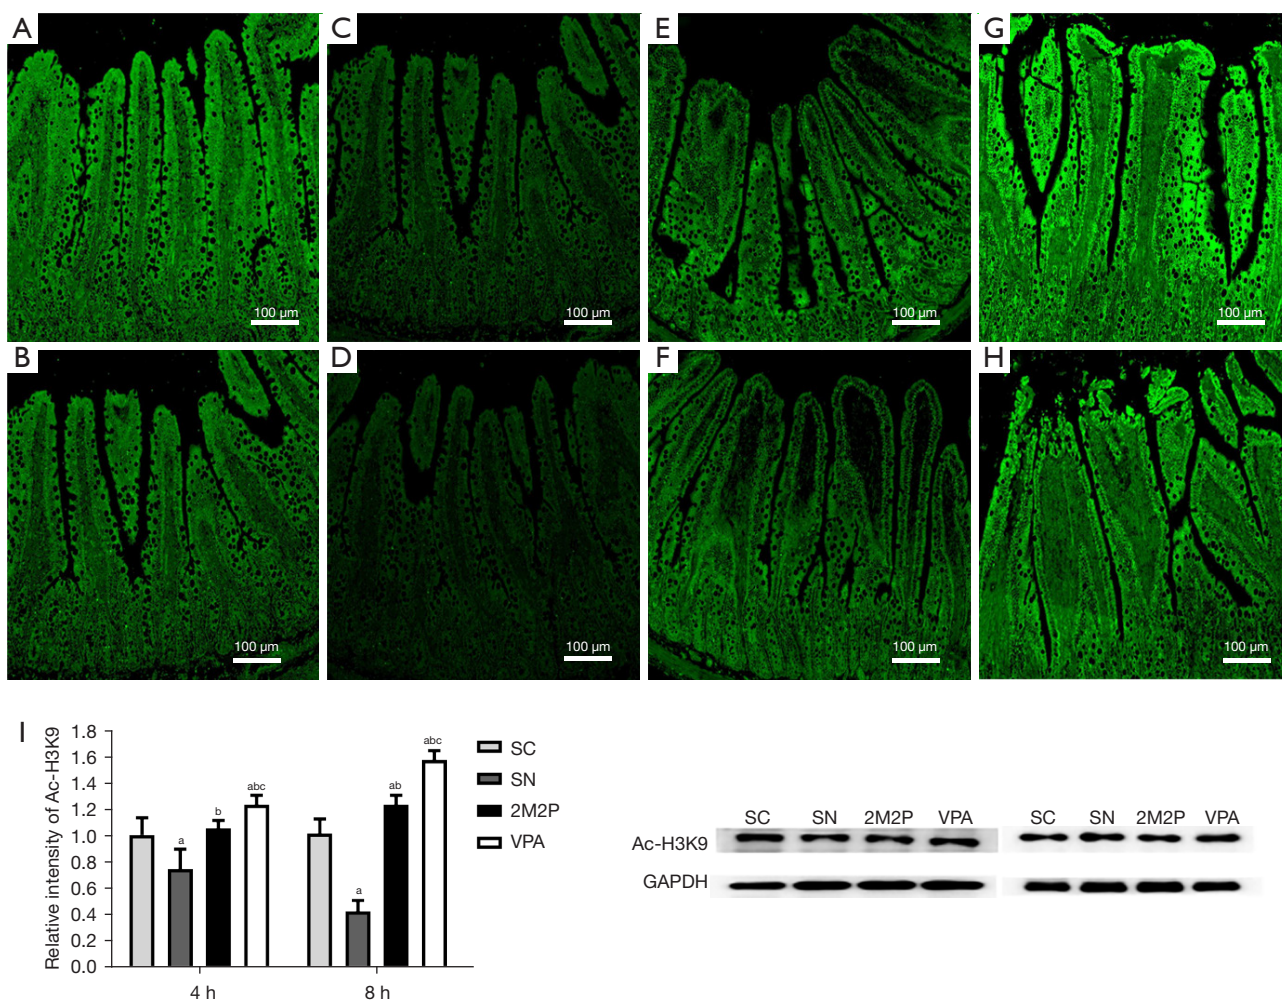 A
C
E
G
100 µm
100 µm
100 µm
100 µm
B
D
F
H
100 µm
100 µm
100 µm
100 µm
I
Relative intensity of Ac-H3K9
1.8
1.6
1.4
1.2
1.0
0.8
0.6
0.4
0.2
0.0
a
b
abc
a
ab
abc
4 h
8 h
SC
SN
2M2P
VPA
SC SN 2M2P VPA SC SN 2M2P VPA
Ac-H3K9
GAPDH